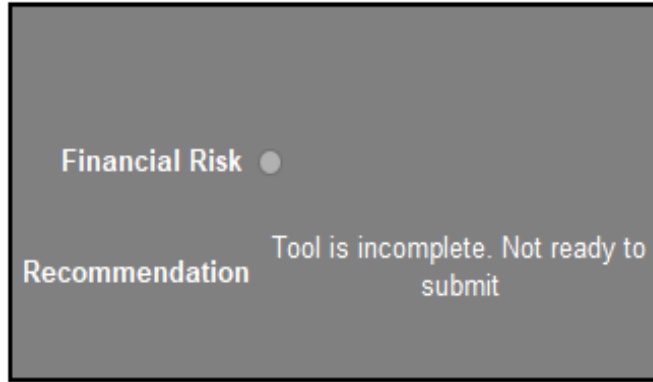 Financial Risk
Tool is incomplete. Not ready to
Recommendation
submit